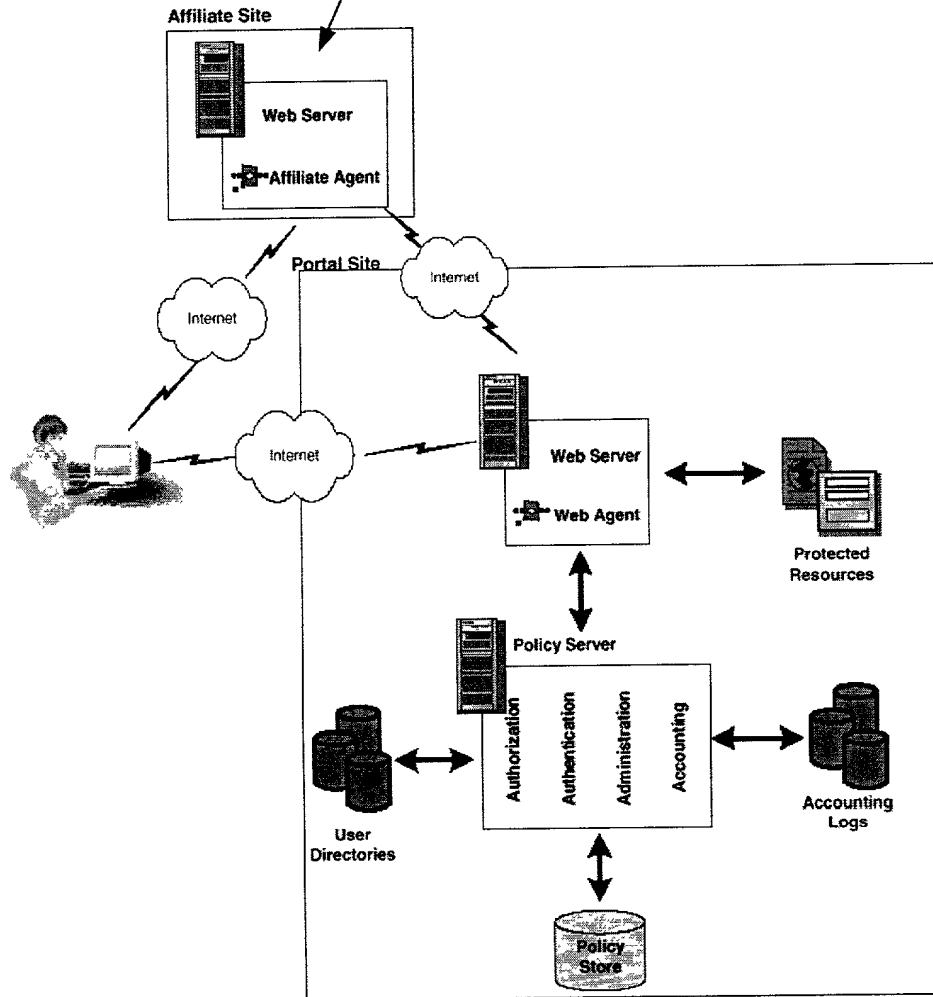 Affiliate Site
Web Server
Affiliate Agent
Portal Site
Internet
Internet
Internet
Web Server
Web Agent
Protected
Resources
Policy Server
Authorization
Authentication
Administration
Accounting
User
Directories
Accounting
Logs
Policy
Store